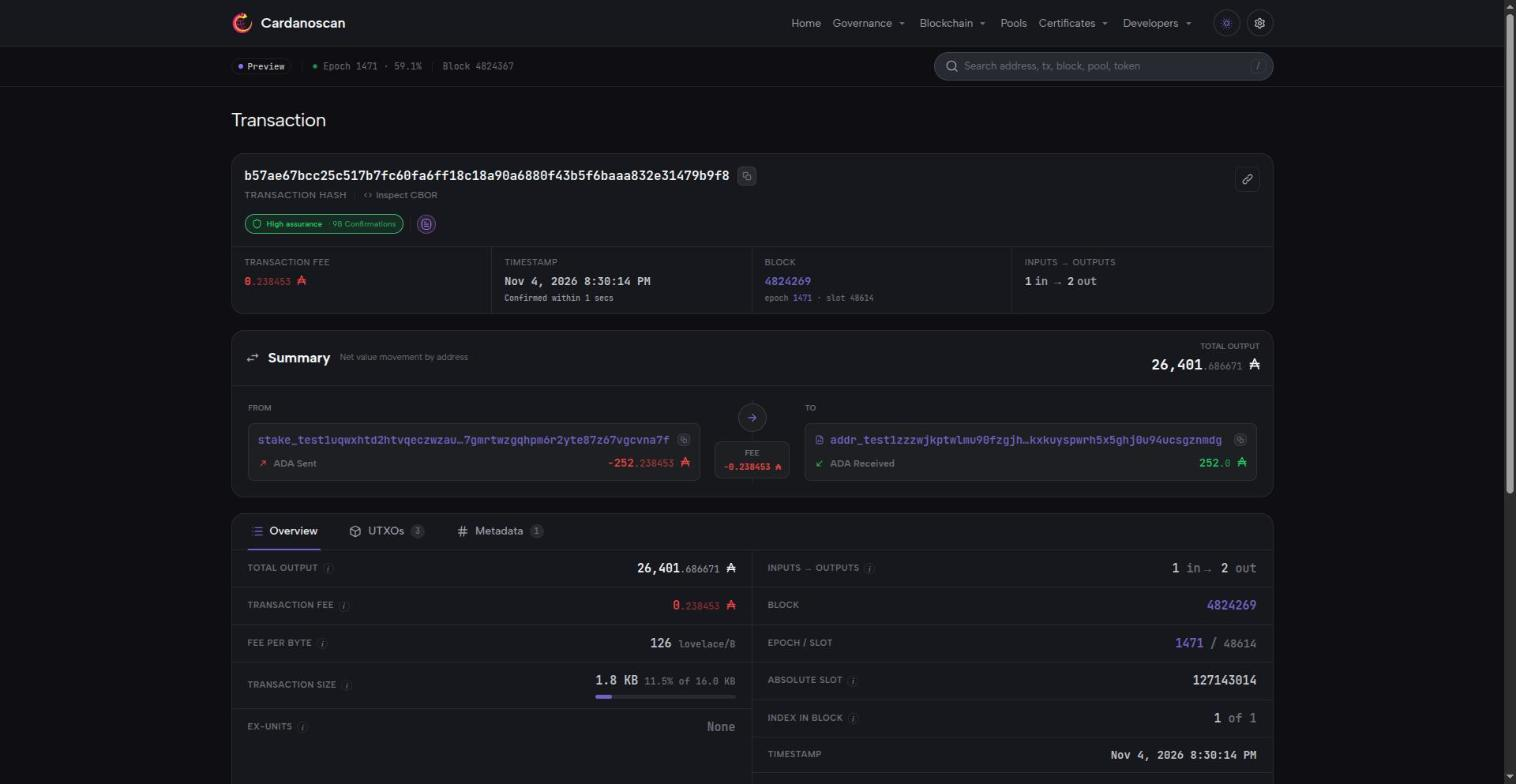 Cardanoscan
Home Governance Blockchain Pools Certificates Developers
Preview Epoch 1471 · 59.1% Block 4824367
Search address, tx, block, pool, token /
Transaction
b57ae67bcc25c517b7fc60fa6ff18c18a90a6880f43b5f6baaa832e31479b9f8
TRANSACTION HASH <> Inspect CBOR
High assurance · 98 Confirmations
TRANSACTION FEE
0.238453 ₳
TIMESTAMP
Nov 4, 2026 8:30:14 PM
Confirmed within 1 secs
BLOCK
4824269
epoch 1471 · slot 48614
INPUTS → OUTPUTS
1 in → 2 out
Summary Net value movement by address
TOTAL OUTPUT
26,401.686671 ₳
FROM
stake_test1uqwxhtd2htvqeczwzau…7gmrtwzgqhpm6r2yte87z67vgcvna7f
ADA Sent -252.238453 ₳
FEE
-0.238453 ₳
TO
addr_test1zzzwjkptwlmu90fzgjh…kxkuyspwrh5x5ghj0u94ucsgznmdg
ADA Received 252.0 ₳
Overview UTXOs 3 Metadata 1
TOTAL OUTPUT i 26,401.686671 ₳
TRANSACTION FEE i 0.238453 ₳
FEE PER BYTE i 126 lovelace/B
TRANSACTION SIZE i 1.8 KB 11.5% of 16.0 KB
EX-UNITS i None
INPUTS → OUTPUTS i 1 in → 2 out
BLOCK 4824269
EPOCH / SLOT 1471 / 48614
ABSOLUTE SLOT i 127143014
INDEX IN BLOCK i 1 of 1
TIMESTAMP Nov 4, 2026 8:30:14 PM